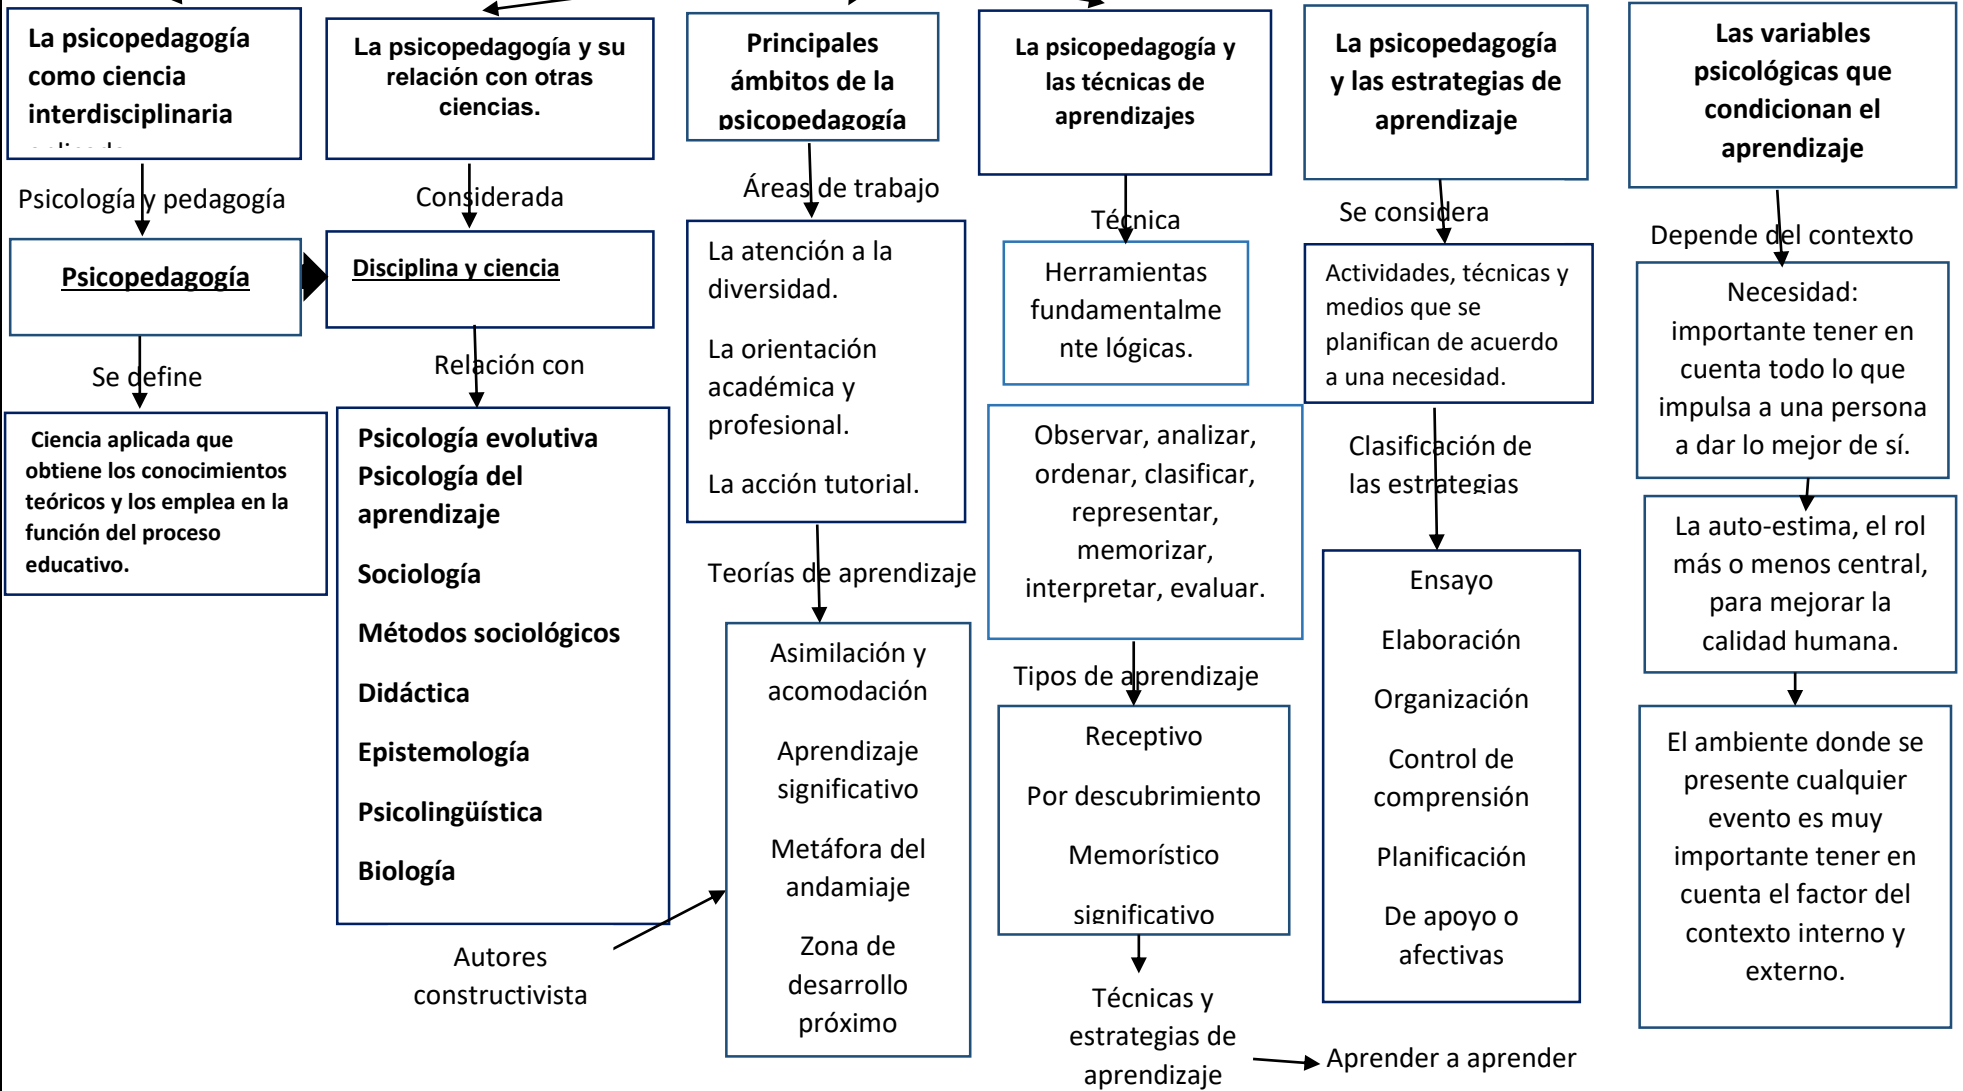 La psicopedagogía
como ciencia
interdisciplinaria
Psicología y pedagogía
Psicopedagogía
Se define
Ciencia aplicada que
obtiene los conocimientos
teóricos y los emplea en la
función del proceso
educativo.
La psicopedagogía y su
relación con otras
ciencias.
Considerada
Disciplina y ciencia
Relación con
Psicología evolutiva
Psicología del
aprendizaje
Sociología
Métodos sociológicos
Didáctica
Epistemología
Psicolingüística
Biología
Autores
constructivista
Principales
ámbitos de la
psicopedagogía
Áreas de trabajo
La atención a la
diversidad.
La orientación
académica y
profesional.
La acción tutorial.
Teorías de aprendizaje
Asimilación y
acomodación
Aprendizaje
significativo
Metáfora del
andamiaje
Zona de
desarrollo
próximo
La psicopedagogía y
las técnicas de
aprendizajes
Técnica
Herramientas
fundamentalme
nte lógicas.
Observar, analizar,
ordenar, clasificar,
representar,
memorizar,
interpretar, evaluar.
Tipos de aprendizaje
Receptivo
Por descubrimiento
Memorístico
significativo
Técnicas y
estrategias de
aprendizaje
Aprender a aprender
La psicopedagogía
y las estrategias de
aprendizaje
Se considera
Actividades, técnicas y
medios que se
planifican de acuerdo
a una necesidad.
Clasificación de
las estrategias
Ensayo
Elaboración
Organización
Control de
comprensión
Planificación
De apoyo o
afectivas
Las variables
psicológicas que
condicionan el
aprendizaje
Depende del contexto
Necesidad:
importante tener en
cuenta todo lo que
impulsa a una persona
a dar lo mejor de sí.
La auto-estima, el rol
más o menos central,
para mejorar la
calidad humana.
El ambiente donde se
presente cualquier
evento es muy
importante tener en
cuenta el factor del
contexto interno y
externo.